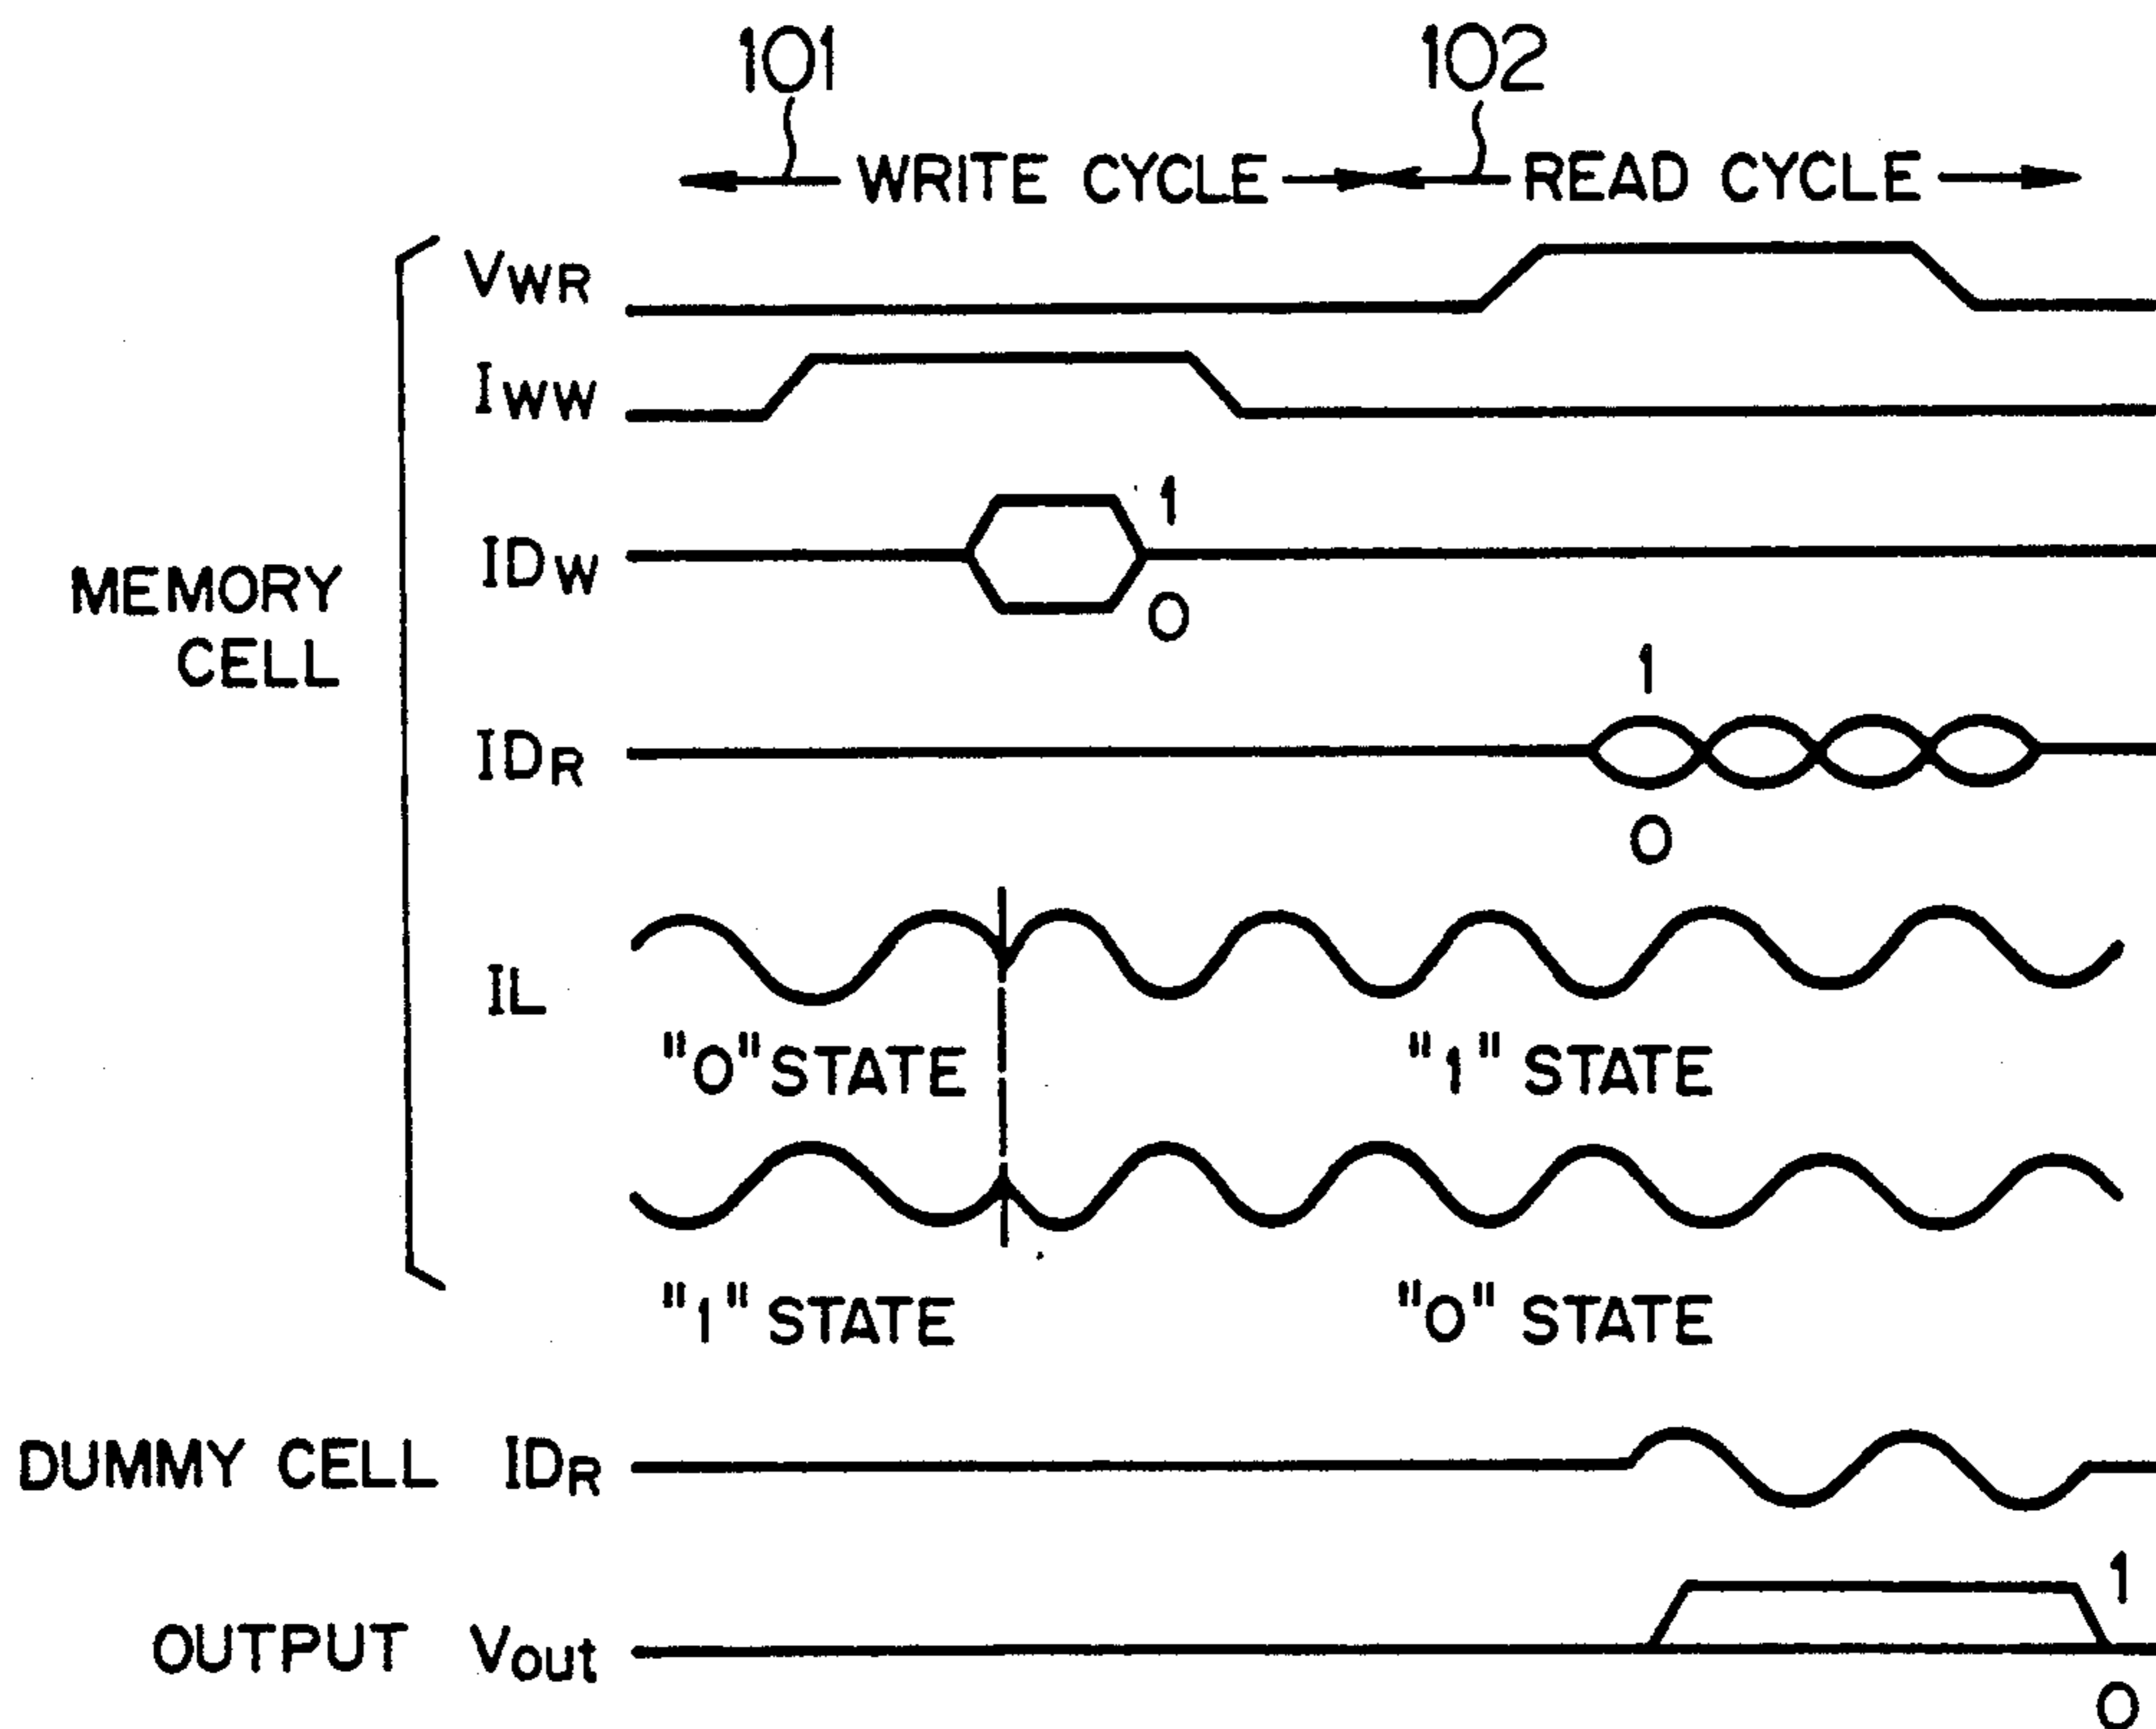 101
102
WRITE CYCLE
READ CYCLE
VWR
IWW
IDW
1
0
MEMORY
CELL
IDR
1
0
IL
"0" STATE
"1" STATE
"1" STATE
"0" STATE
DUMMY CELL IDR
OUTPUT Vout
1
0